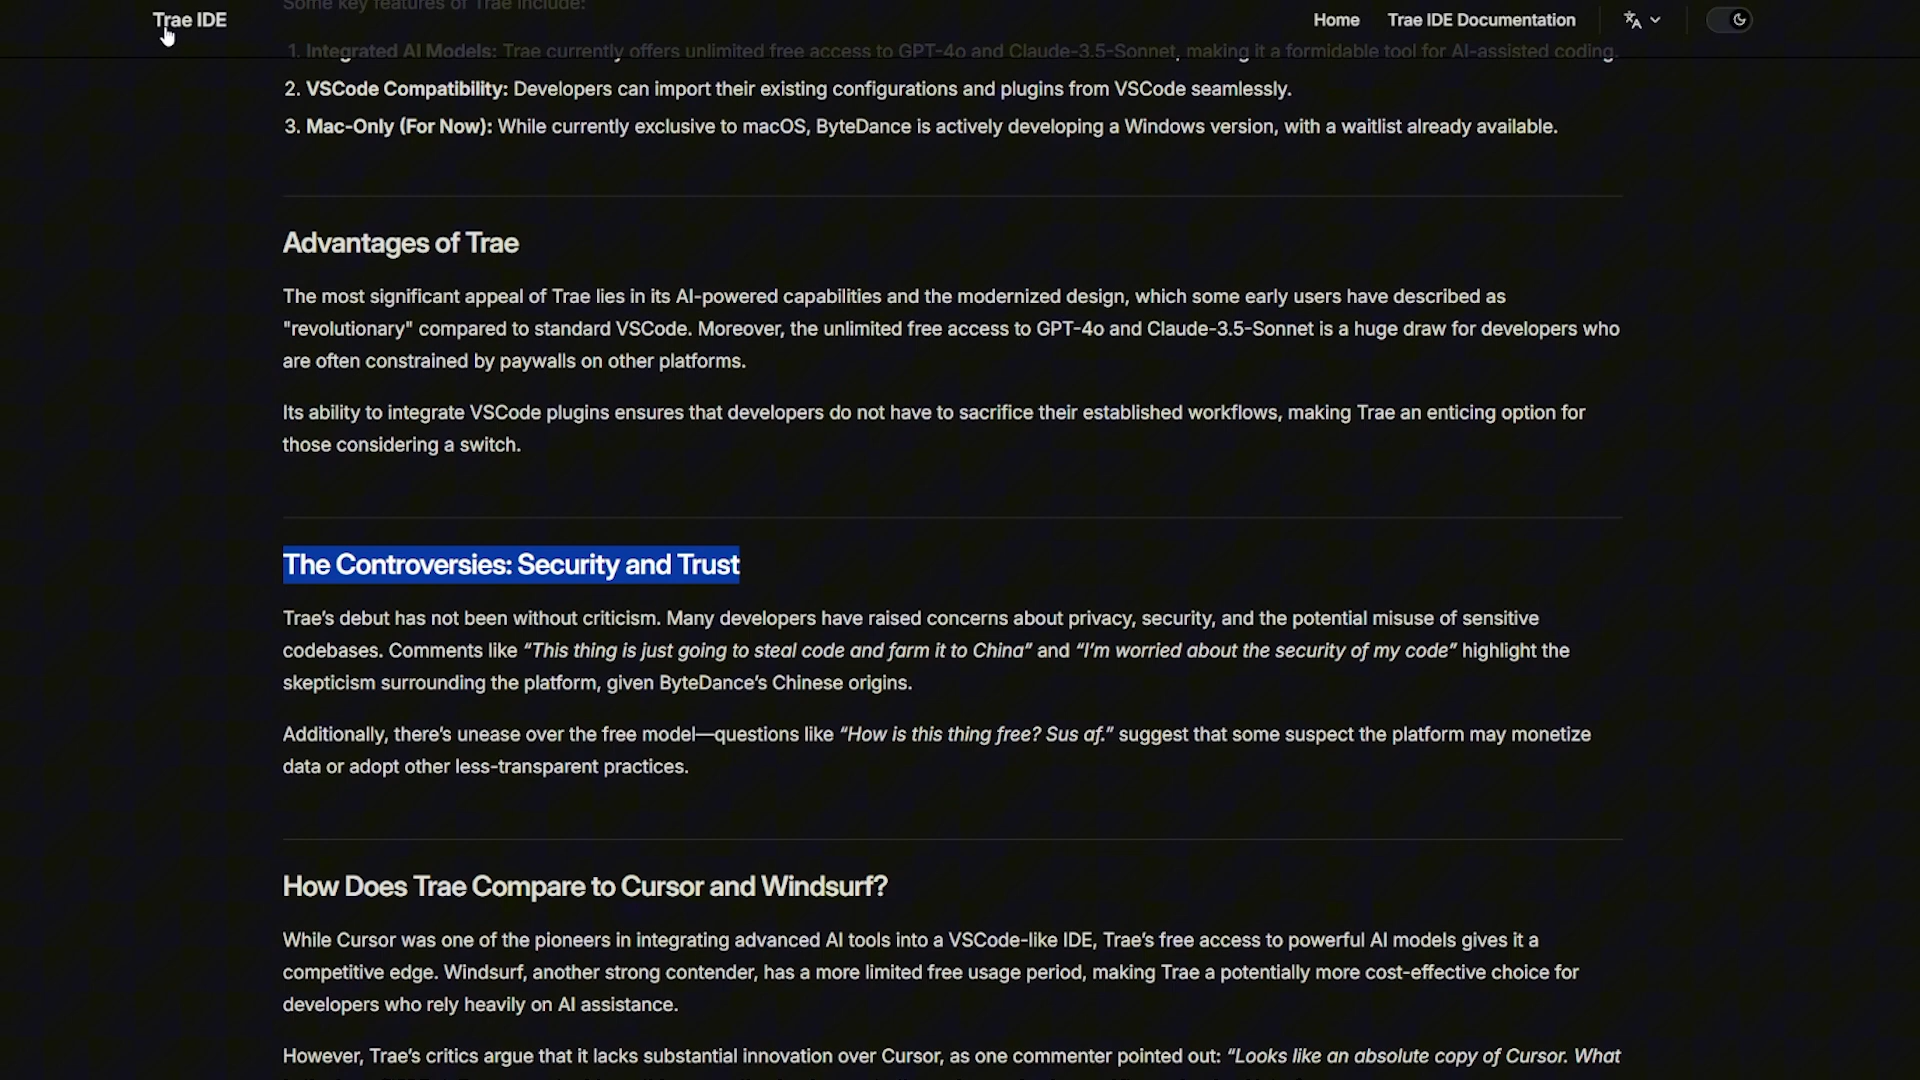 Trae IDE
Home
Trae IDE Documentation
Some key features of Trae include:
1. Integrated AI Models: Trae currently offers unlimited free access to GPT-4o and Claude-3.5-Sonnet, making it a formidable tool for AI-assisted coding.
2. VSCode Compatibility: Developers can import their existing configurations and plugins from VSCode seamlessly.
3. Mac-Only (For Now): While currently exclusive to macOS, ByteDance is actively developing a Windows version, with a waitlist already available.
Advantages of Trae
The most significant appeal of Trae lies in its AI-powered capabilities and the modernized design, which some early users have described as
"revolutionary" compared to standard VSCode. Moreover, the unlimited free access to GPT-4o and Claude-3.5-Sonnet is a huge draw for developers who
are often constrained by paywalls on other platforms.
Its ability to integrate VSCode plugins ensures that developers do not have to sacrifice their established workflows, making Trae an enticing option for
those considering a switch.
The Controversies: Security and Trust
Trae’s debut has not been without criticism. Many developers have raised concerns about privacy, security, and the potential misuse of sensitive
codebases. Comments like “This thing is just going to steal code and farm it to China” and “I’m worried about the security of my code” highlight the
skepticism surrounding the platform, given ByteDance’s Chinese origins.
Additionally, there’s unease over the free model—questions like “How is this thing free? Sus af.” suggest that some suspect the platform may monetize
data or adopt other less-transparent practices.
How Does Trae Compare to Cursor and Windsurf?
While Cursor was one of the pioneers in integrating advanced AI tools into a VSCode-like IDE, Trae’s free access to powerful AI models gives it a
competitive edge. Windsurf, another strong contender, has a more limited free usage period, making Trae a potentially more cost-effective choice for
developers who rely heavily on AI assistance.
However, Trae’s critics argue that it lacks substantial innovation over Cursor, as one commenter pointed out: “Looks like an absolute copy of Cursor. What